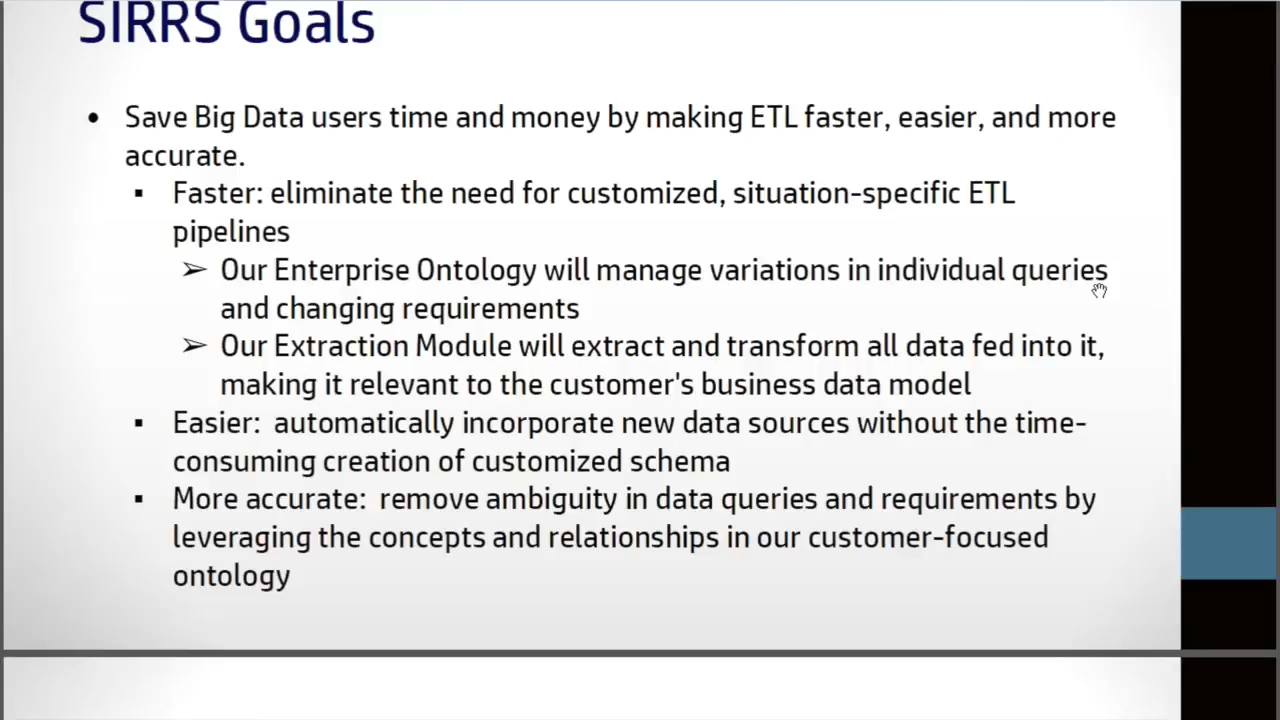 SIRRS Goals
• Save Big Data users time and money by making ETL faster, easier, and more
accurate.
▪ Faster: eliminate the need for customized, situation-specific ETL
pipelines
➢ Our Enterprise Ontology will manage variations in individual queries
and changing requirements
➢ Our Extraction Module will extract and transform all data fed into it,
making it relevant to the customer's business data model
▪ Easier:  automatically incorporate new data sources without the time-
consuming creation of customized schema
▪ More accurate:  remove ambiguity in data queries and requirements by
leveraging the concepts and relationships in our customer-focused
ontology